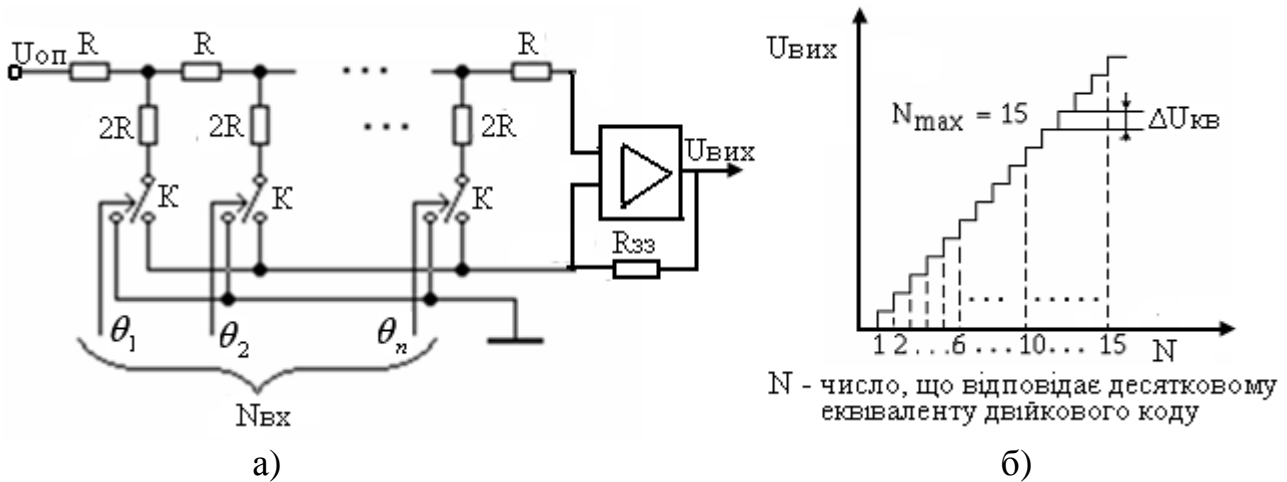 Uоп R R R
2R 2R 2R
. . .
. . .
K K K
Uвих
Rзз
θ1 θ2 θn
Nвх
а)
Uвих
Nmax = 15
ΔUкв
. . . . . . . .
1 2 . . .6 . . . 10. . . 15 N
N - число, що відповідає десятковому
еквіваленту двійкового коду
б)